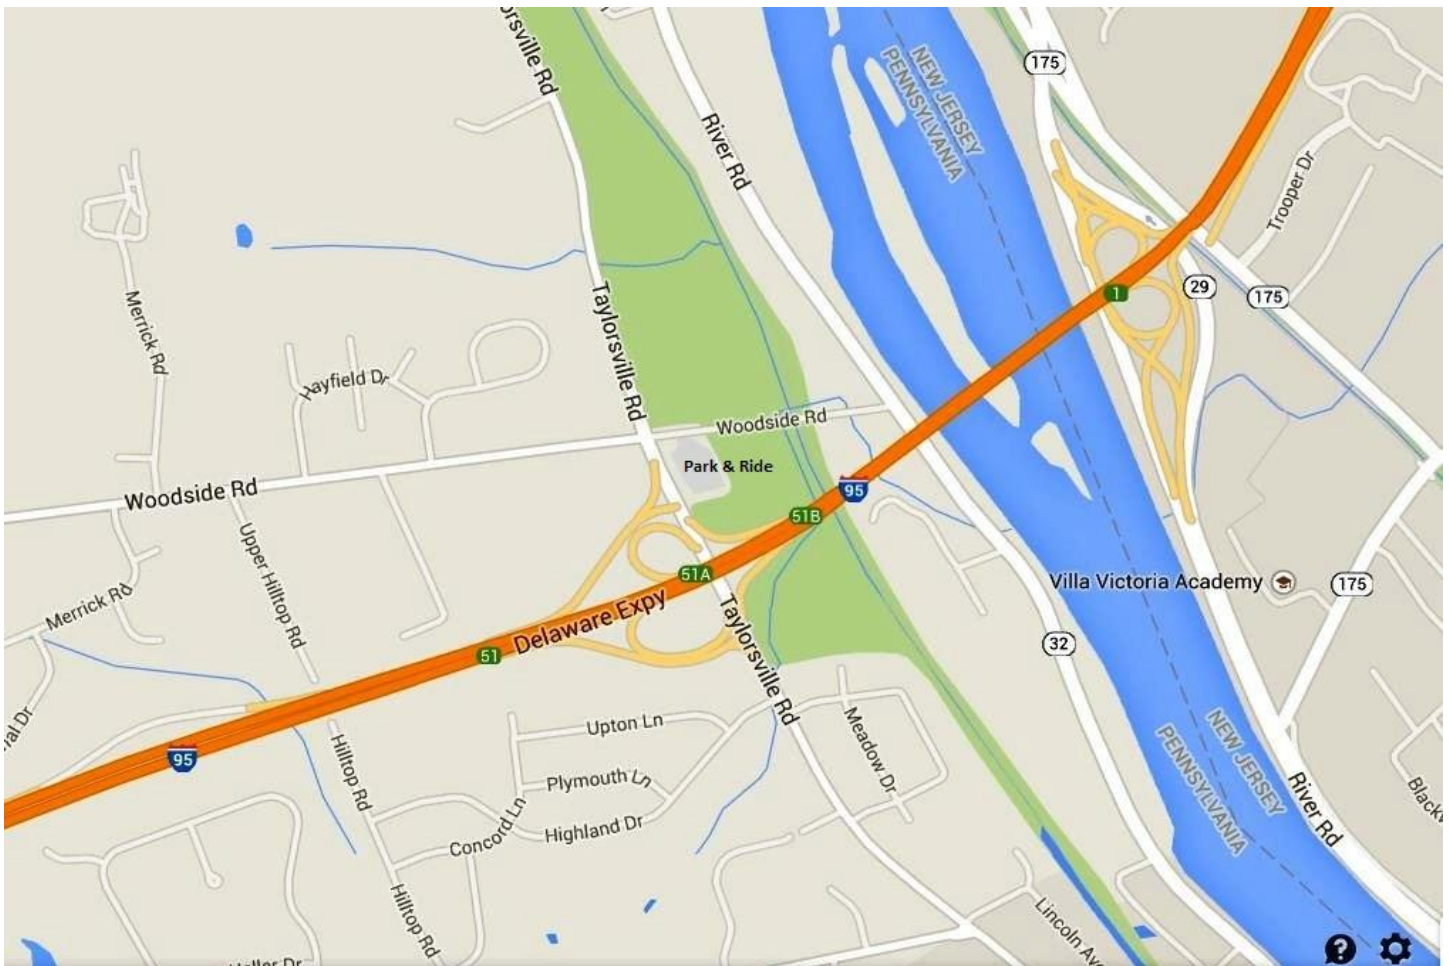 orsville Rd
175
NEW JERSEY
PENNSYLVANIA
River Rd
Trooper Dr
Taylorsville Rd
Merrick Rd
1
29
175
Hayfield Dr
Woodside Rd
Park & Ride
Woodside Rd
95
51B
Upper Hilltop Rd
51A
Villa Victoria Academy
175
Merrick Rd
Delaware Expy
Taylorsville Rd
32
51
Upton Ln
Meadow Dr
NEW JERSEY
PENNSYLVANIA
95
Hilltop Rd
Plymouth Ln
River Rd
Concord Ln
Highland Dr
Hilltop Rd
Lincoln Av
?